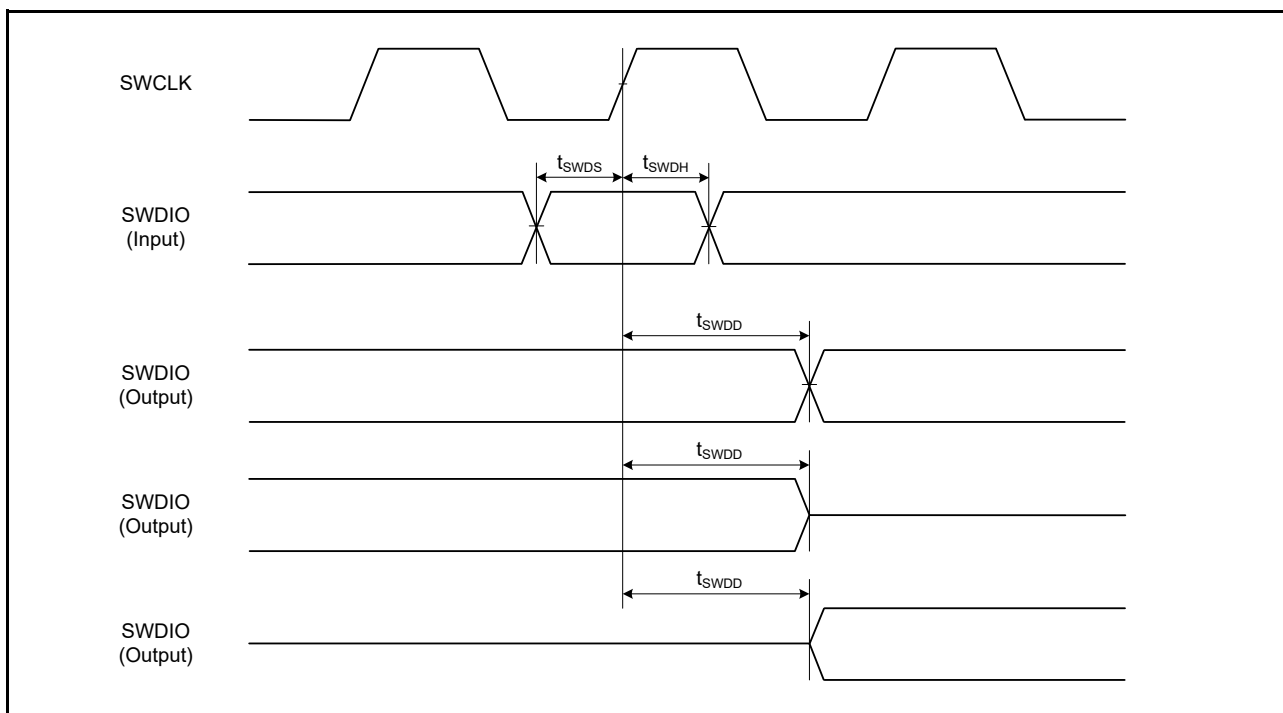 SWCLK
tSWDS
tSWDH
SWDIO
(Input)
tSWDD
SWDIO
(Output)
tSWDD
SWDIO
(Output)
tSWDD
SWDIO
(Output)